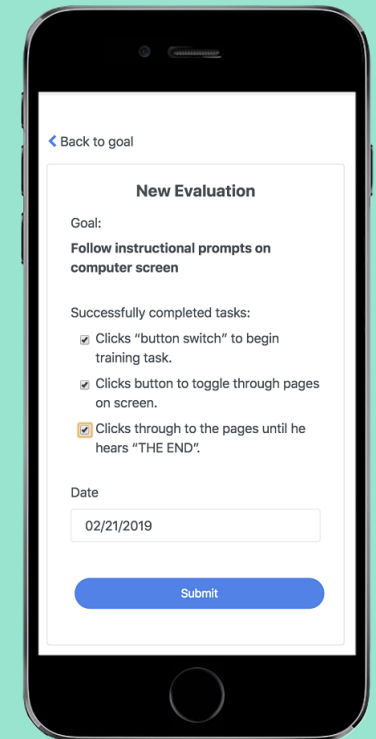 Back to goal
New Evaluation
Goal:
Follow instructional prompts on
computer screen
Successfully completed tasks:
Clicks “button switch” to begin
training task.
Clicks button to toggle through pages
on screen.
Clicks through to the pages until he
hears “THE END”.
Date
02/21/2019
Submit